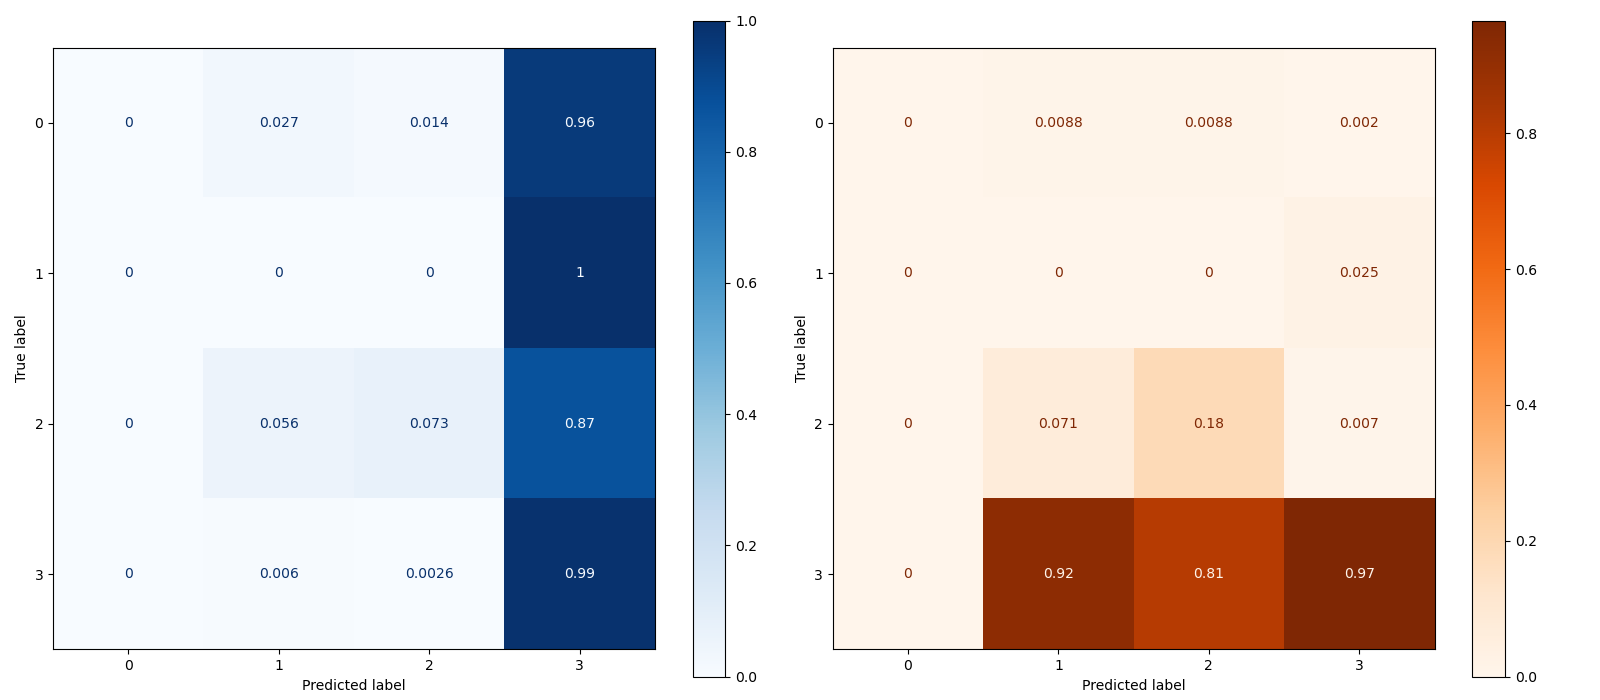 1.0
0 0 0.027 0.014 0.96
0.8
1 0 0 0 1
0.6
2 0 0.056 0.073 0.87
0.4
0.2
3 0 0.006 0.0026 0.99
0.0
0 1 2 3
True label
Predicted label
0 0 0.0088 0.0088 0.002
0.8
1 0 0 0 0.025
0.6
2 0 0.071 0.18 0.007
0.4
0.2
3 0 0.92 0.81 0.97
0.0
0 1 2 3
True label
Predicted label